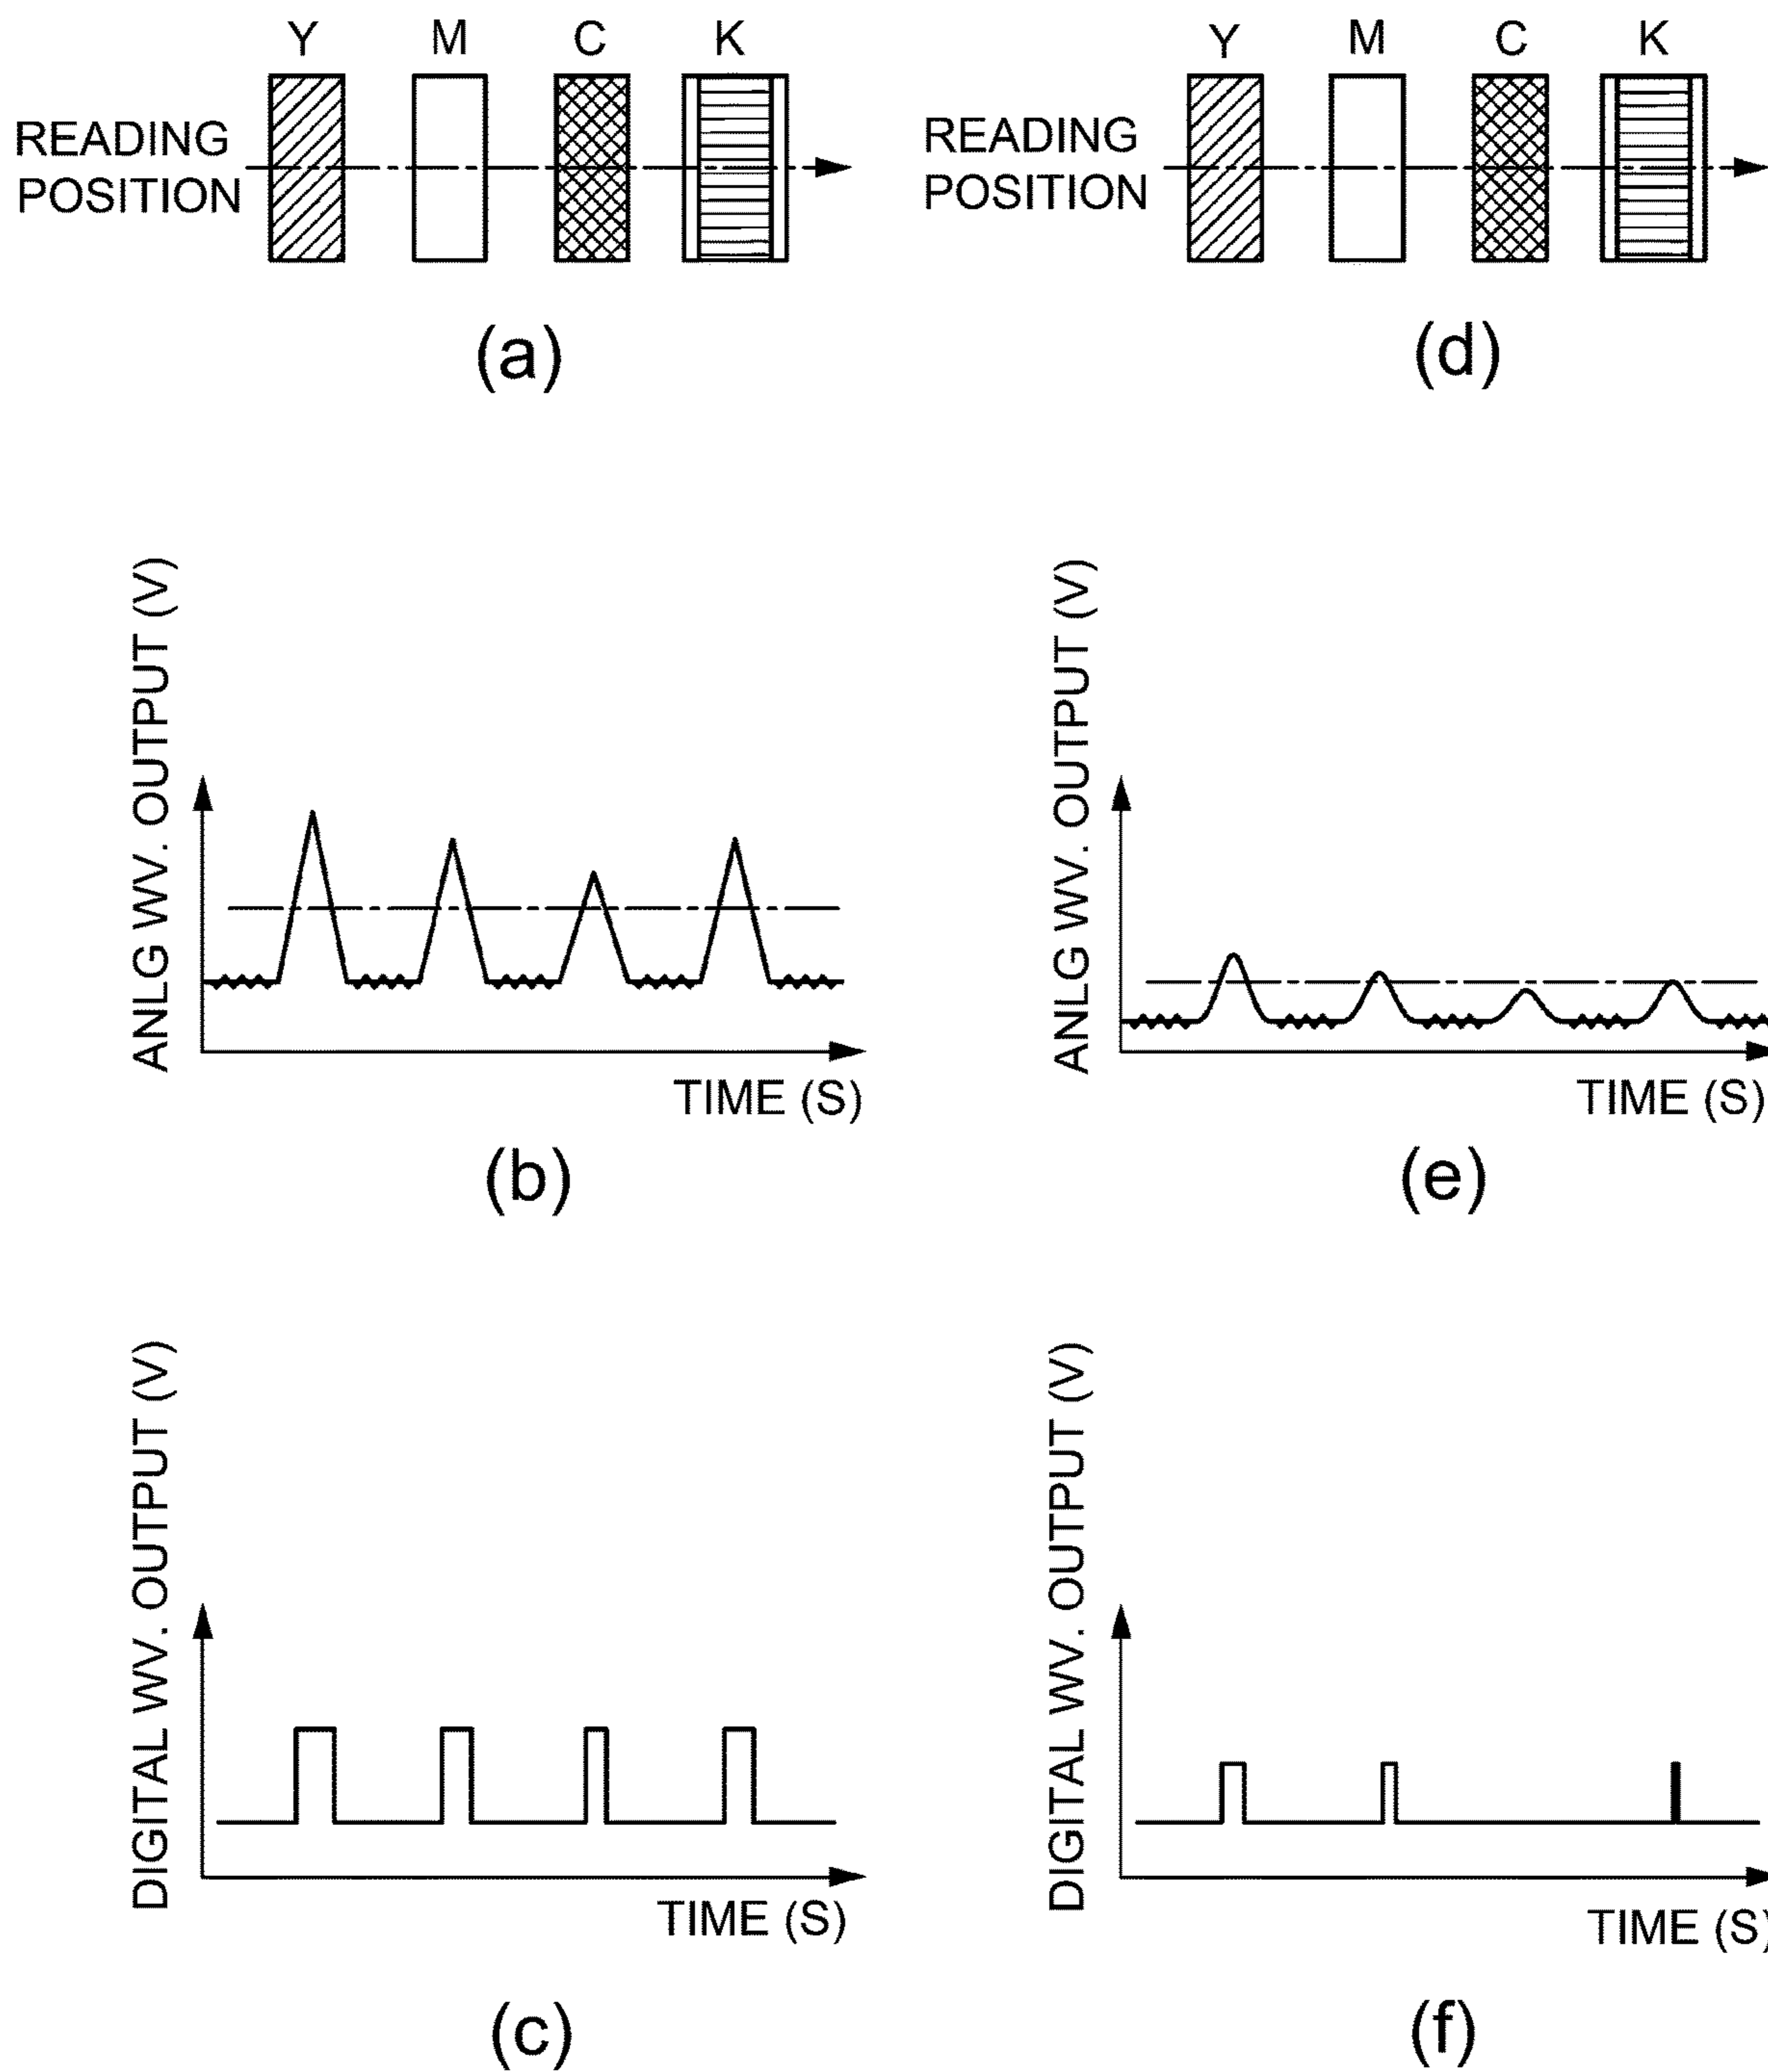 Y M C K
READING
POSITION
(a)
Y M C K
READING
POSITION
(d)
ANLG WV. OUTPUT (V)
TIME (S)
(b)
ANLG WV. OUTPUT (V)
TIME (S)
(e)
DIGITAL WV. OUTPUT (V)
TIME (S)
(c)
DIGITAL WV. OUTPUT (V)
TIME (S)
(f)